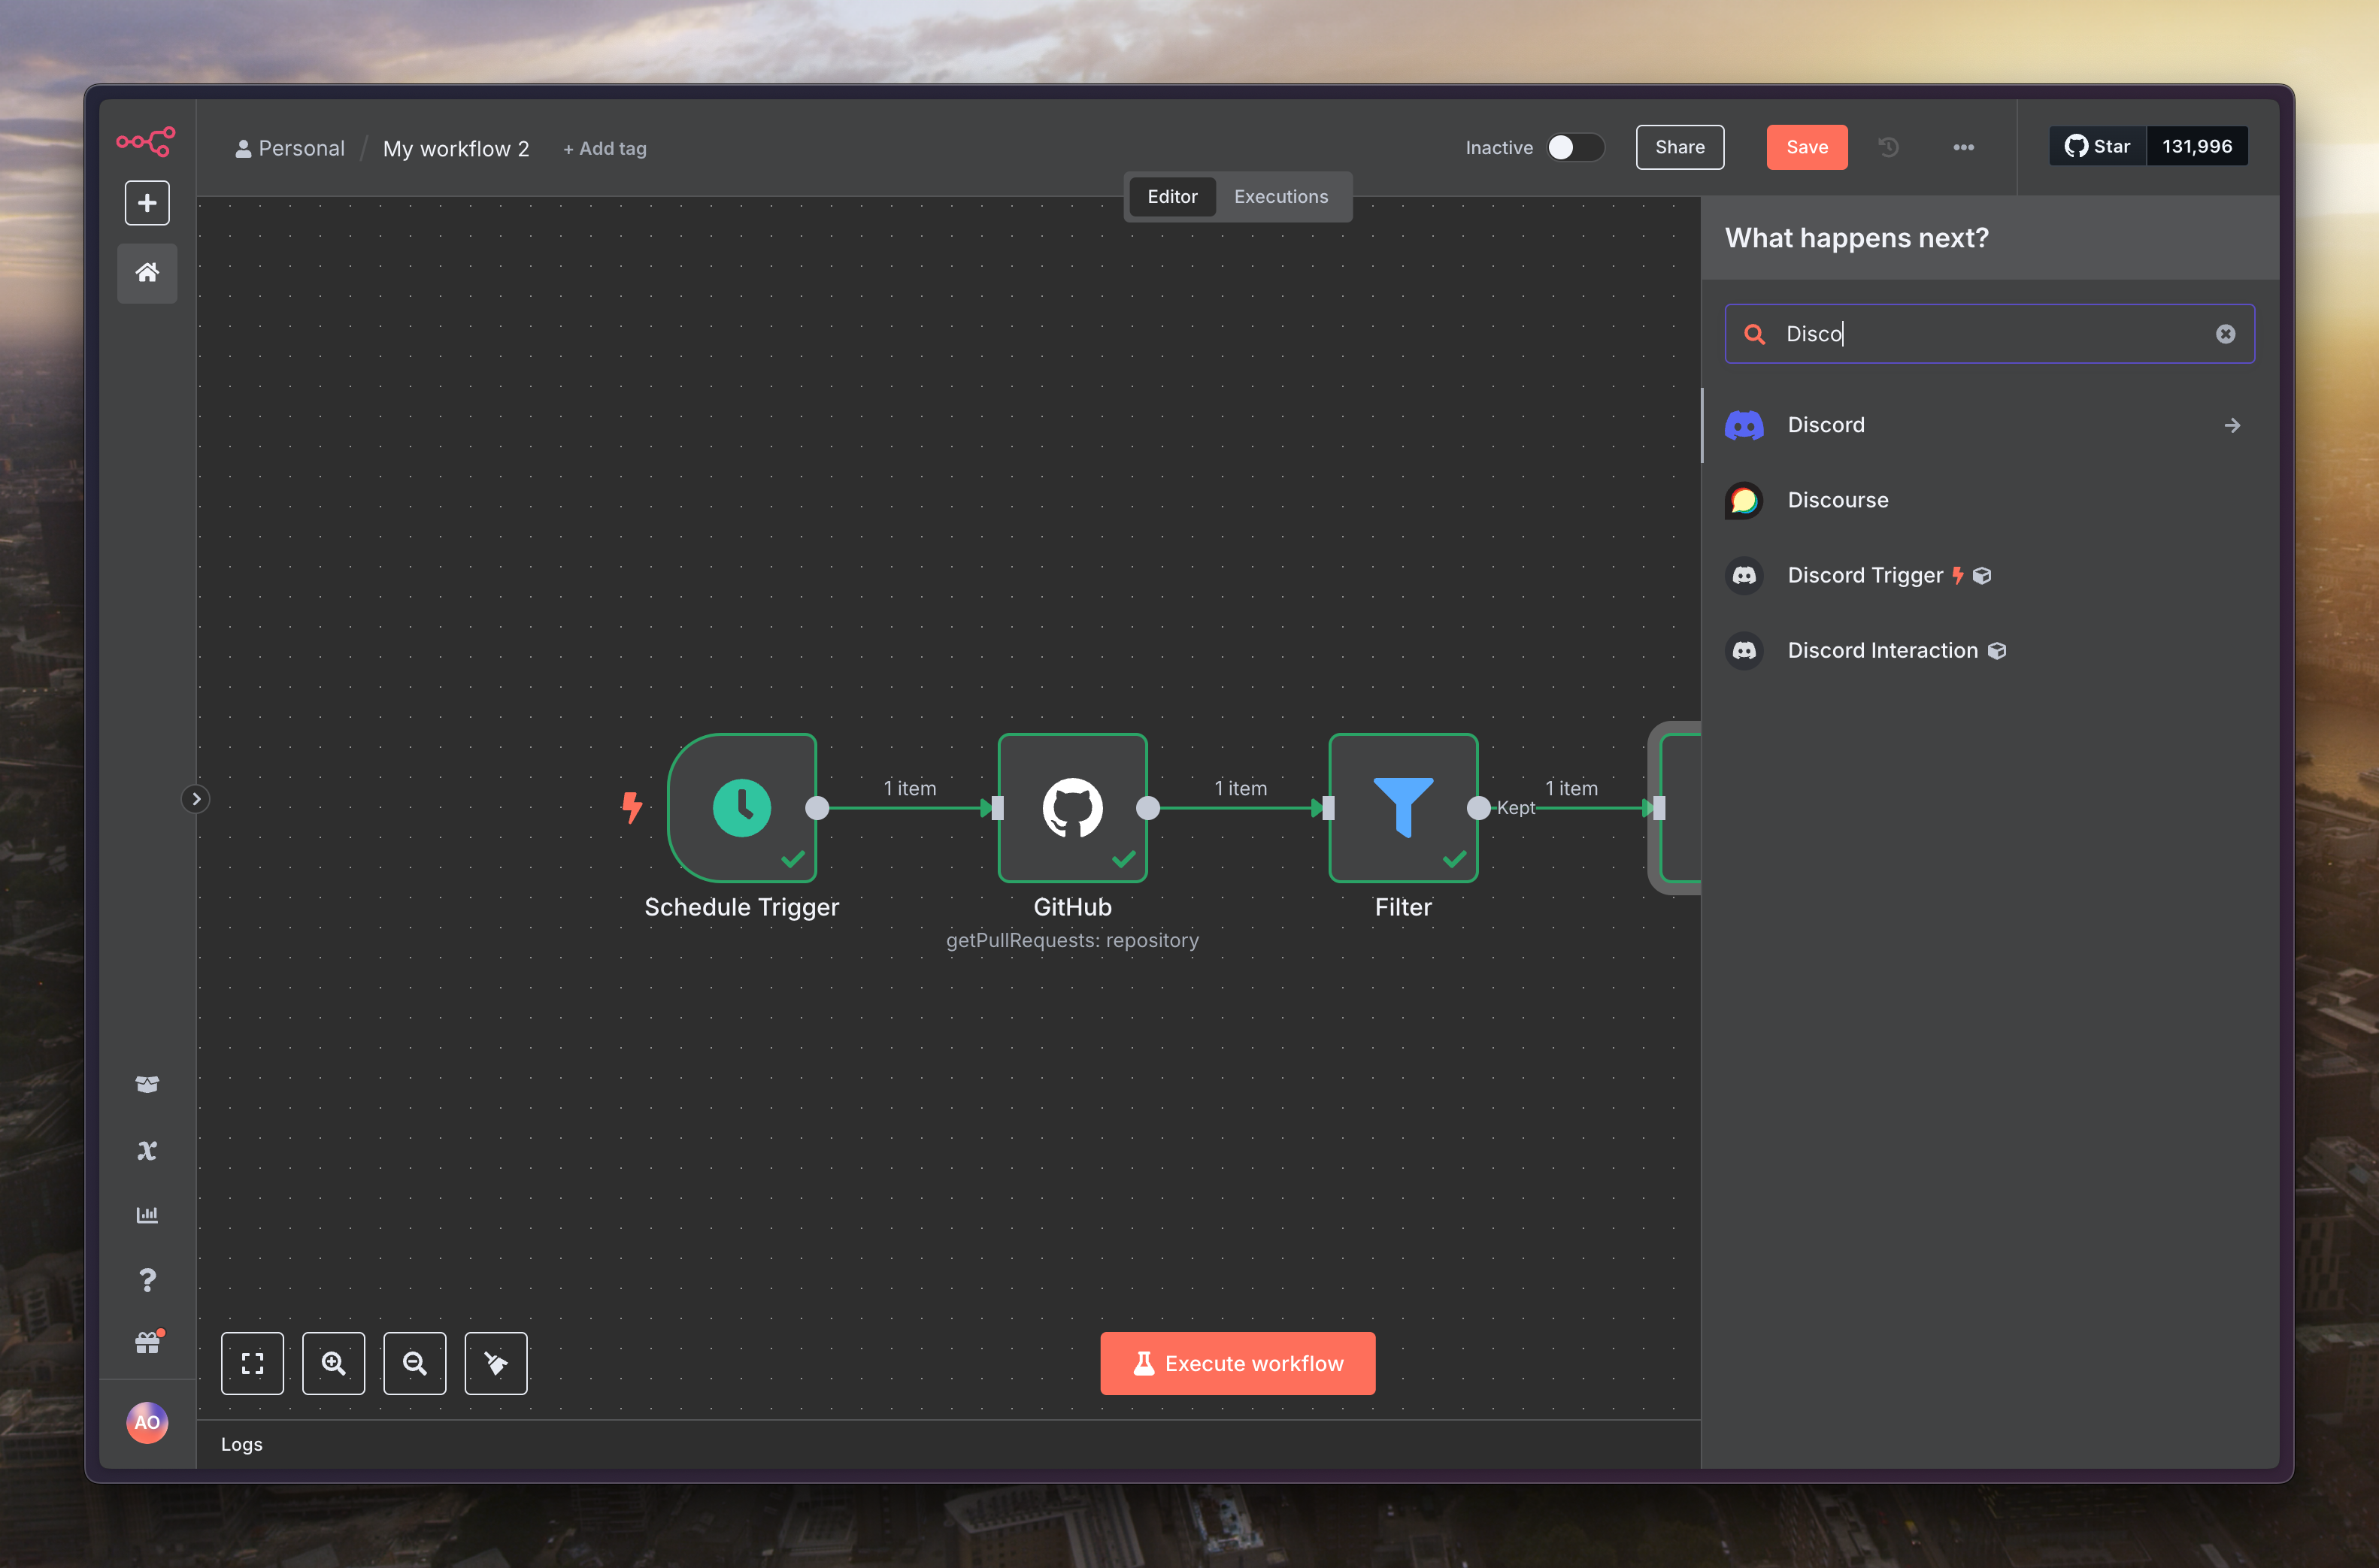 Personal / My workflow 2 + Add tag
Inactive
Share
Save
Star 131,996
Editor Executions
What happens next?
Disco
Discord
Discourse
Discord Trigger
Discord Interaction
1 item
1 item
Kept
1 item
Schedule Trigger
GitHub
Filter
getPullRequests: repository
Execute workflow
AO
Logs